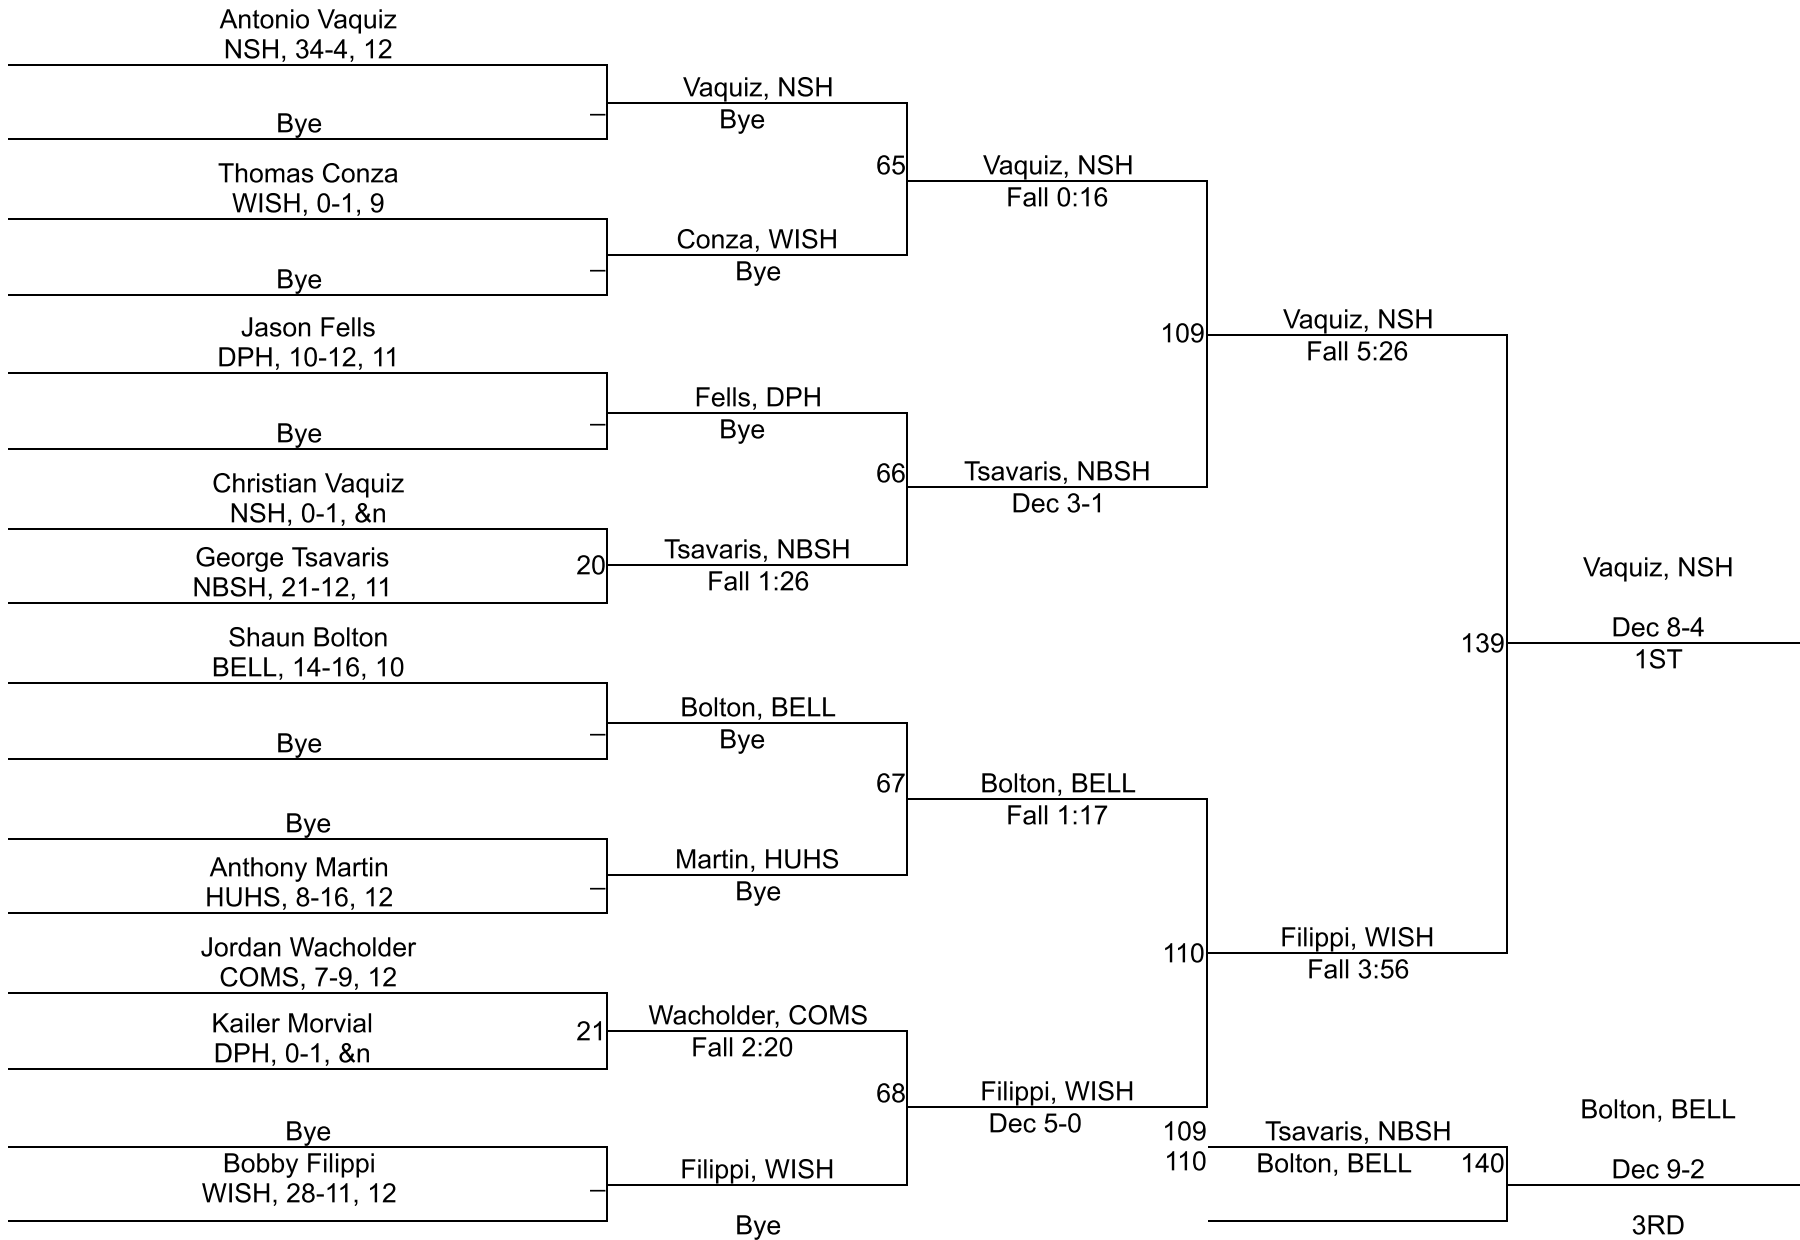 Antonio Vaquiz
NSH, 34-4, 12
Bye
Thomas Conza
WISH, 0-1, 9
Bye
Jason Fells
DPH, 10-12, 11
Bye
Christian Vaquiz
NSH, 0-1, &n
George Tsavaris
NBSH, 21-12, 11
Shaun Bolton
BELL, 14-16, 10
Bye
Bye
Anthony Martin
HUHS, 8-16, 12
Jordan Wacholder
COMS, 7-9, 12
Kailer Morvial
DPH, 0-1, &n
Bye
Bobby Filippi
WISH, 28-11, 12
–
–
–
20
–
–
21
–
Vaquiz, NSH
Bye
Conza, WISH
Bye
Fells, DPH
Bye
Tsavaris, NBSH
Fall 1:26
Bolton, BELL
Bye
Martin, HUHS
Bye
Wacholder, COMS
Fall 2:20
Filippi, WISH
Bye
65
66
67
68
Vaquiz, NSH
Fall 0:16
Tsavaris, NBSH
Dec 3-1
Bolton, BELL
Fall 1:17
Filippi, WISH
Dec 5-0
109
110
Vaquiz, NSH
Fall 5:26
Filippi, WISH
Fall 3:56
139
Vaquiz, NSH
Dec 8-4
1ST
109
110
Tsavaris, NBSH
Bolton, BELL
140
Bolton, BELL
Dec 9-2
3RD